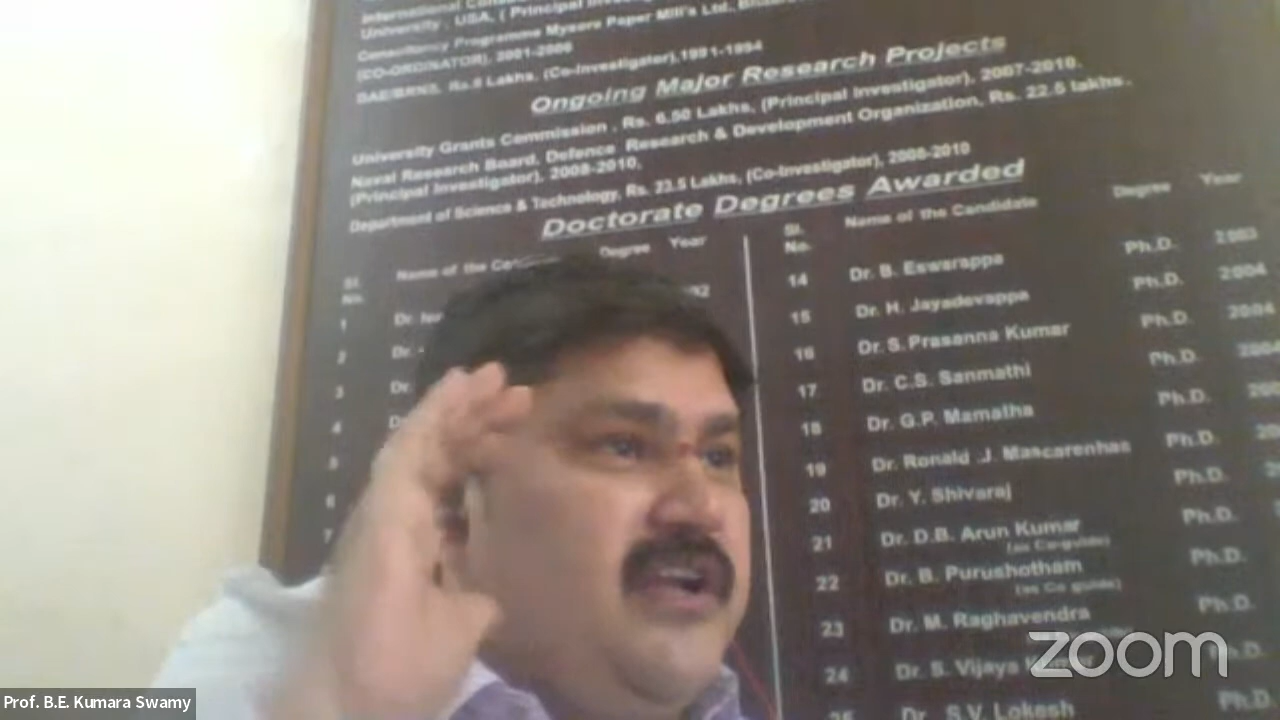 University, USA, ( Principal
Consultancy Programme Mysore Paper Mill's Ltd.,
(CO-ORDINATOR), 2001-2006
DAE/BRNS, Rs.8 Lakhs, (Co-Investigator),1991-1994
Ongoing Major Research Projects
University Grants Commission , Rs. 6.50 Lakhs, (Principal Investigator), 2007-2010.
Naval Research Board, Defence Research & Development Organization, Rs. 22.5 lakhs.
(Principal Investigator), 2008-2010.
Department of Science & Technology, Rs. 23.5 Lakhs, (Co-Investigator), 2008-2010
Doctorate Degrees Awarded
Sl. No. Name of the Degree Year
1 Dr.
2 Dr.
3 Dr.
4
5
6
7
Sl. No. Name of the Candidate Degree Year
14 Dr. B. Eswarappa Ph.D. 2003
15 Dr. H. Jayadevappa Ph.D. 2004
16 Dr. S. Prasanna Kumar Ph.D. 2004
17 Dr. C.S. Sanmathi Ph.D.
18 Dr. G.P. Mamatha Ph.D.
19 Dr. Ronald .J. Mascarenhas Ph.D.
20 Dr. Y. Shivaraj Ph.D.
21 Dr. D.B. Arun Kumar Ph.D.
(as Co-guide)
22 Dr. B. Purushotham Ph.D.
(as Co guide)
23 Dr. M. Raghavendra Ph.D.
24 Dr. S. Vijaya Ph.D.
25 Dr. S.V. Lokesh Ph.D.
zoom
Prof. B.E. Kumara Swamy